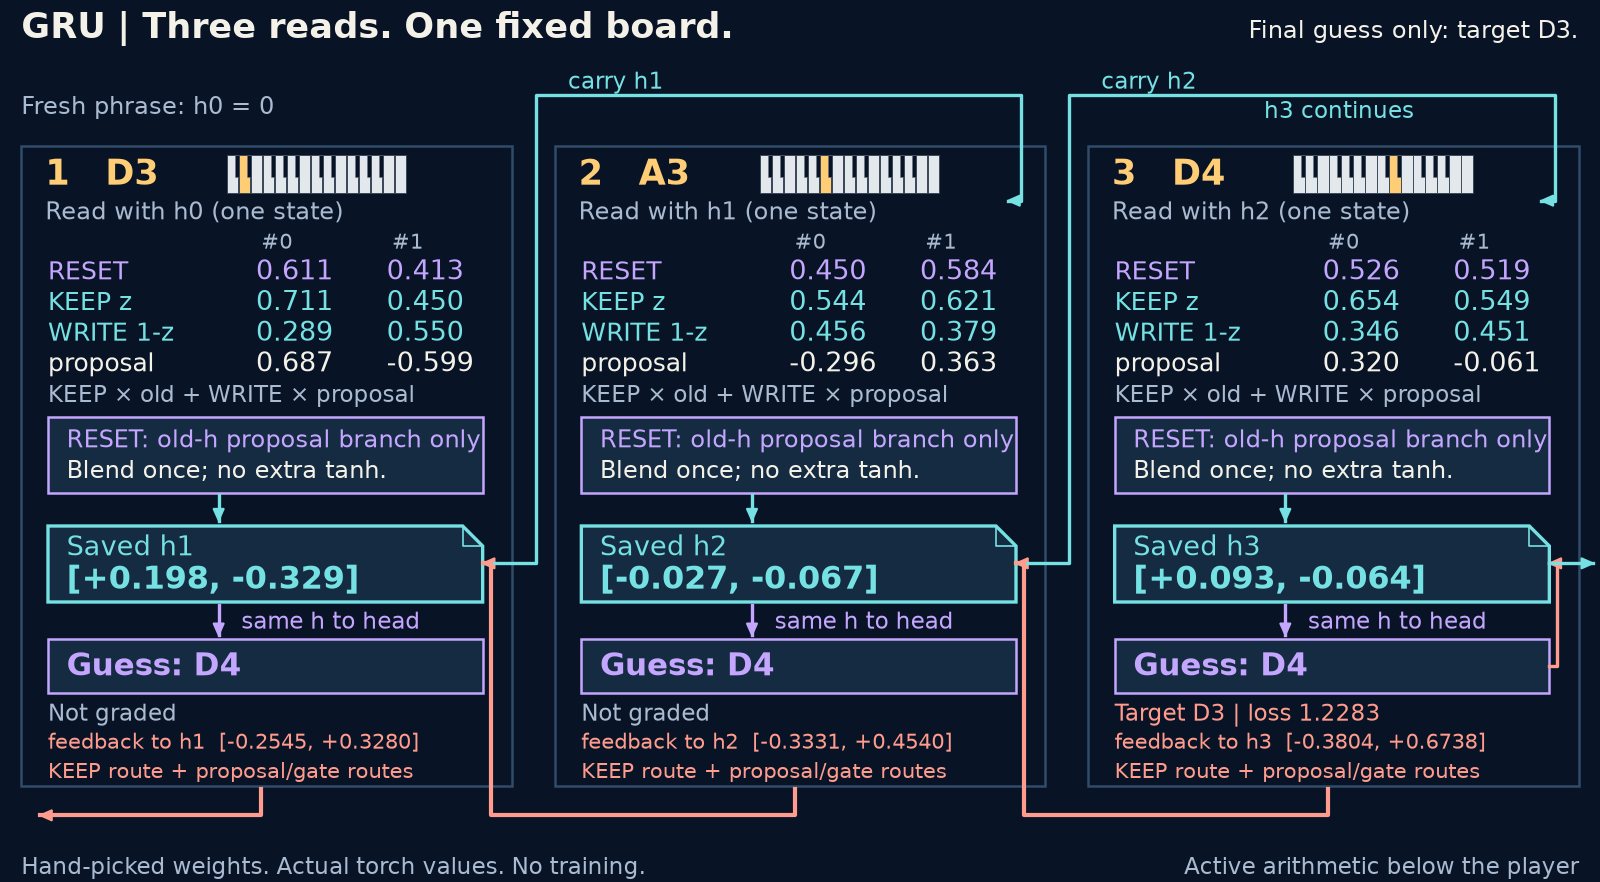 GRU | Three reads. One fixed board.
Final guess only: target D3.
carry h1
carry h2
Fresh phrase: h0 = 0
h3 continues
1 D3
Read with h0 (one state)
#0 #1
RESET 0.611 0.413
KEEP z 0.711 0.450
WRITE 1-z 0.289 0.550
proposal 0.687 -0.599
KEEP × old + WRITE × proposal
RESET: old-h proposal branch only
Blend once; no extra tanh.
Saved h1
[+0.198, -0.329]
same h to head
Guess: D4
Not graded
feedback to h1 [-0.2545, +0.3280]
KEEP route + proposal/gate routes
2 A3
Read with h1 (one state)
#0 #1
RESET 0.450 0.584
KEEP z 0.544 0.621
WRITE 1-z 0.456 0.379
proposal -0.296 0.363
KEEP × old + WRITE × proposal
RESET: old-h proposal branch only
Blend once; no extra tanh.
Saved h2
[-0.027, -0.067]
same h to head
Guess: D4
Not graded
feedback to h2 [-0.3331, +0.4540]
KEEP route + proposal/gate routes
3 D4
Read with h2 (one state)
#0 #1
RESET 0.526 0.519
KEEP z 0.654 0.549
WRITE 1-z 0.346 0.451
proposal 0.320 -0.061
KEEP × old + WRITE × proposal
RESET: old-h proposal branch only
Blend once; no extra tanh.
Saved h3
[+0.093, -0.064]
same h to head
Guess: D4
Target D3 | loss 1.2283
feedback to h3 [-0.3804, +0.6738]
KEEP route + proposal/gate routes
Hand-picked weights. Actual torch values. No training.
Active arithmetic below the player